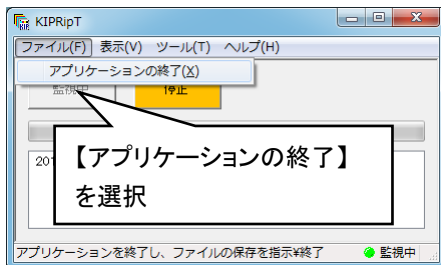 KIPRipT
ファイル(F) 表示(V) ツール(T) ヘルプ(H)
アプリケーションの終了(X)
監視中 停止
201
【アプリケーションの終了】
を選択
アプリケーションを終了し、ファイルの保存を指示¥終了 監視中